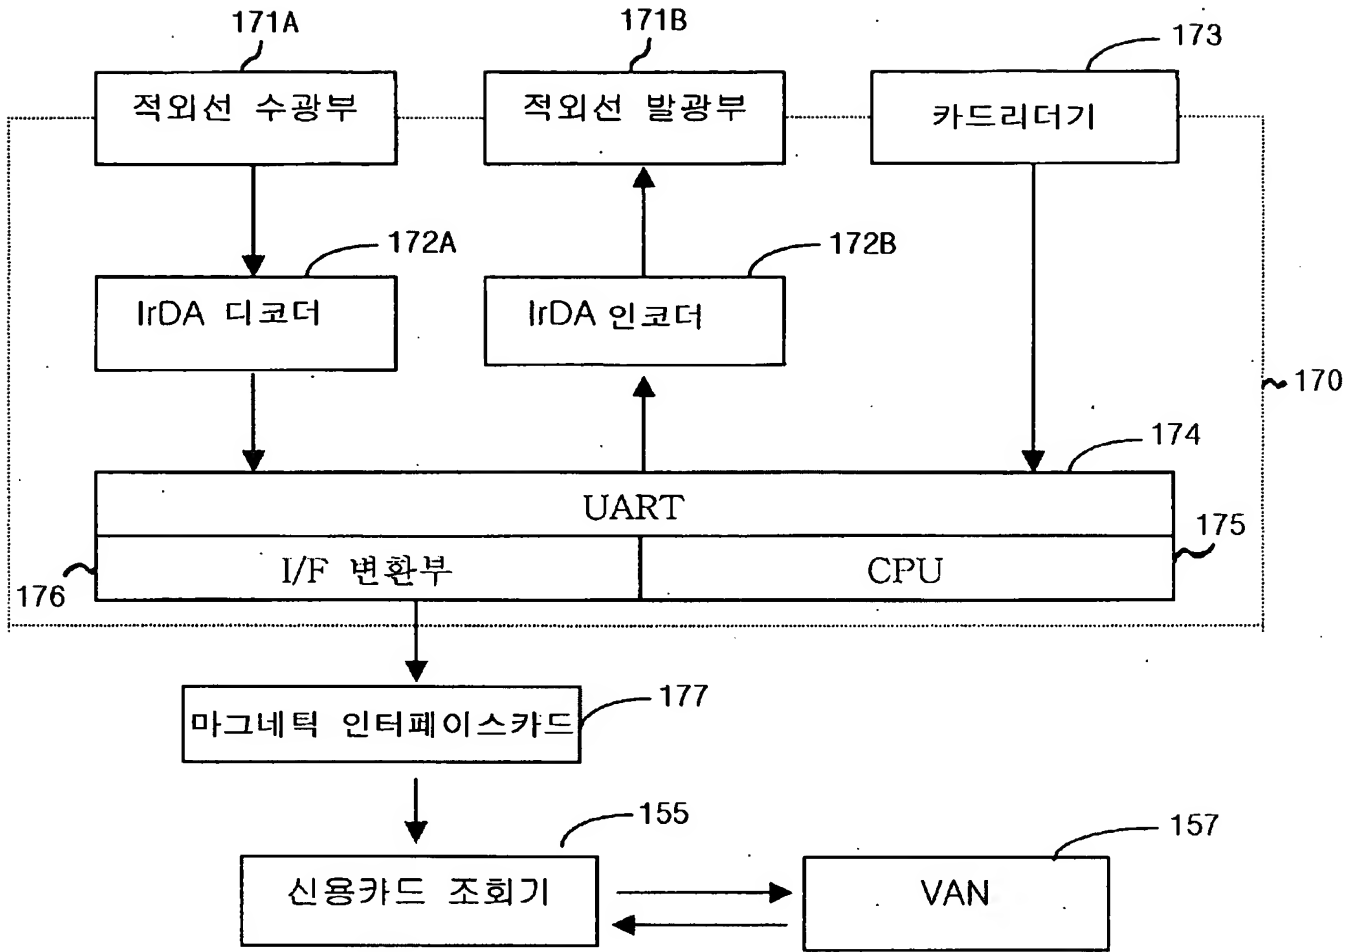 171A
171B
173
적외선 수광부
적외선 발광부
카드리더기
172A
172B
IrDA 디코더
IrDA 인코더
170
174
UART
175
I/F 변환부
CPU
176
177
마그네틱 인터페이스카드
155
157
신용카드 조회기
VAN